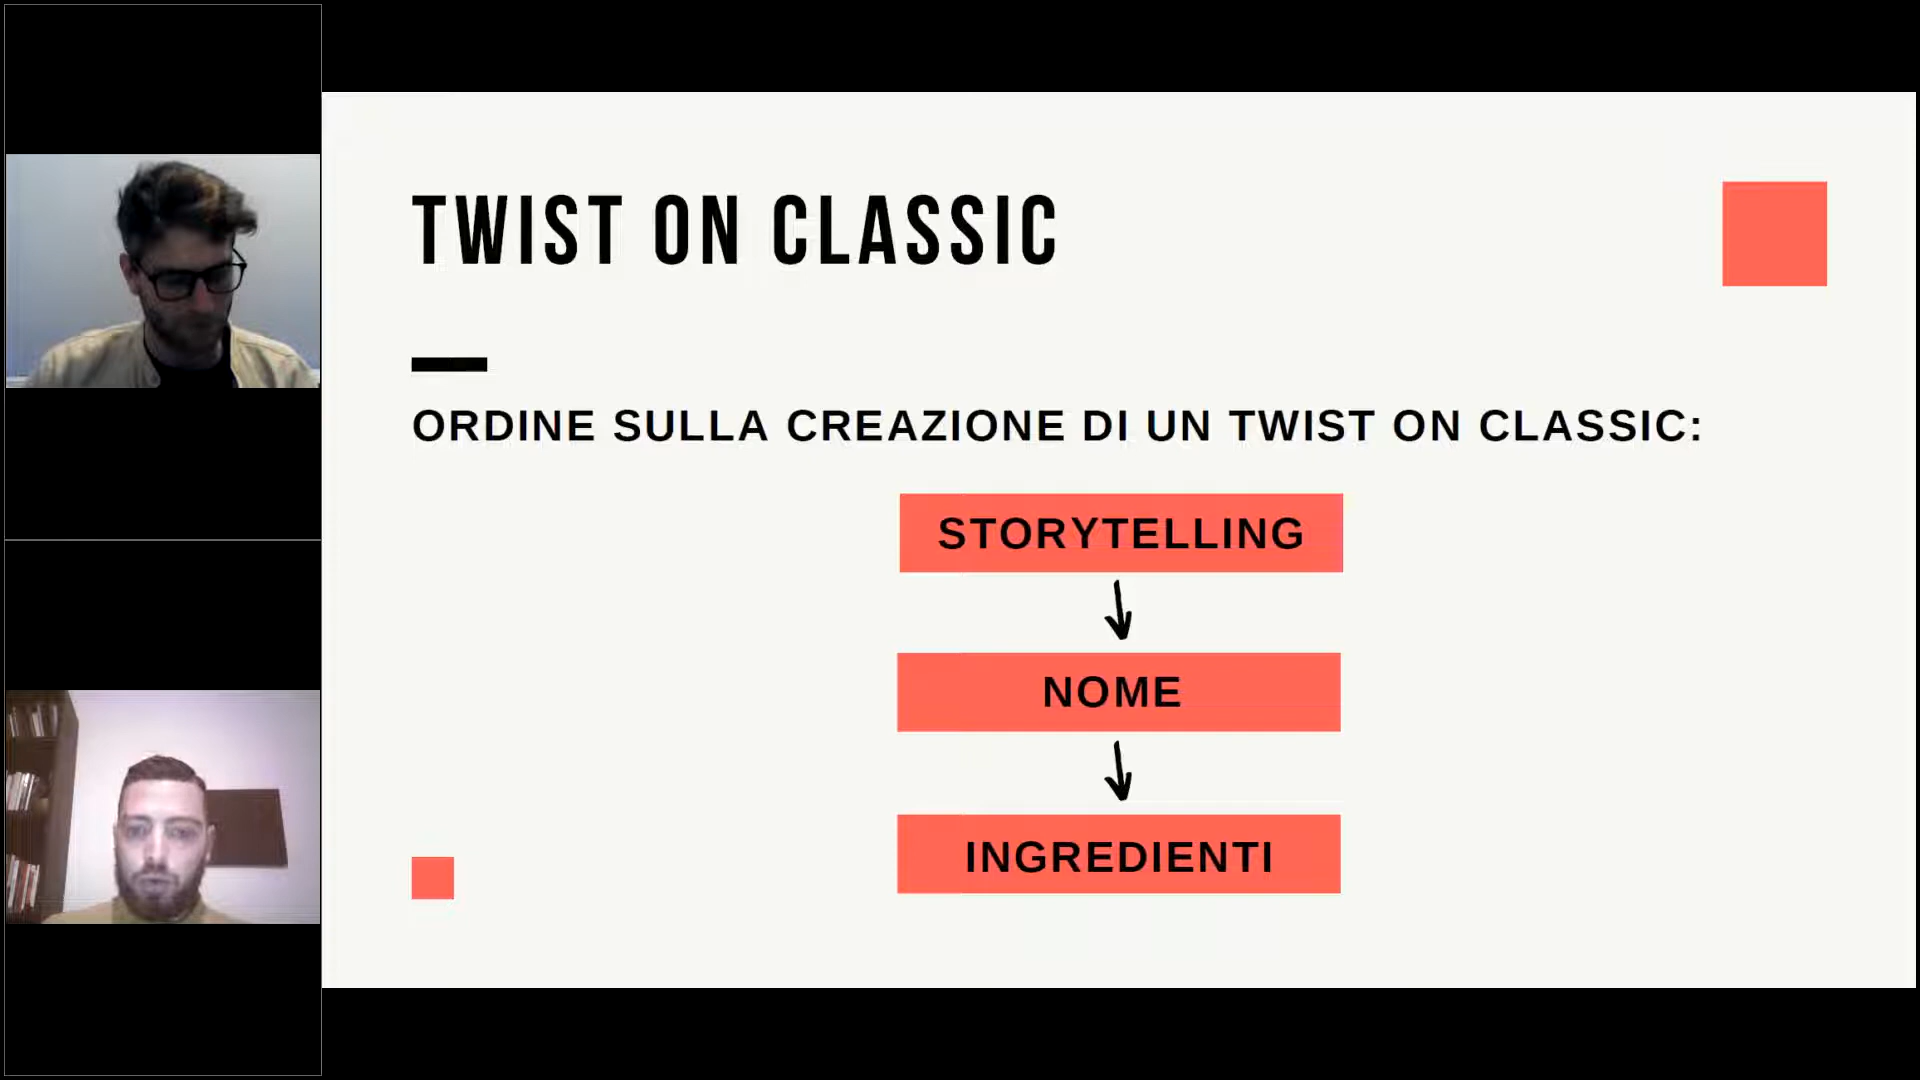 TWIST ON CLASSIC
ORDINE SULLA CREAZIONE DI UN TWIST ON CLASSIC:
STORYTELLING
NOME
INGREDIENTI